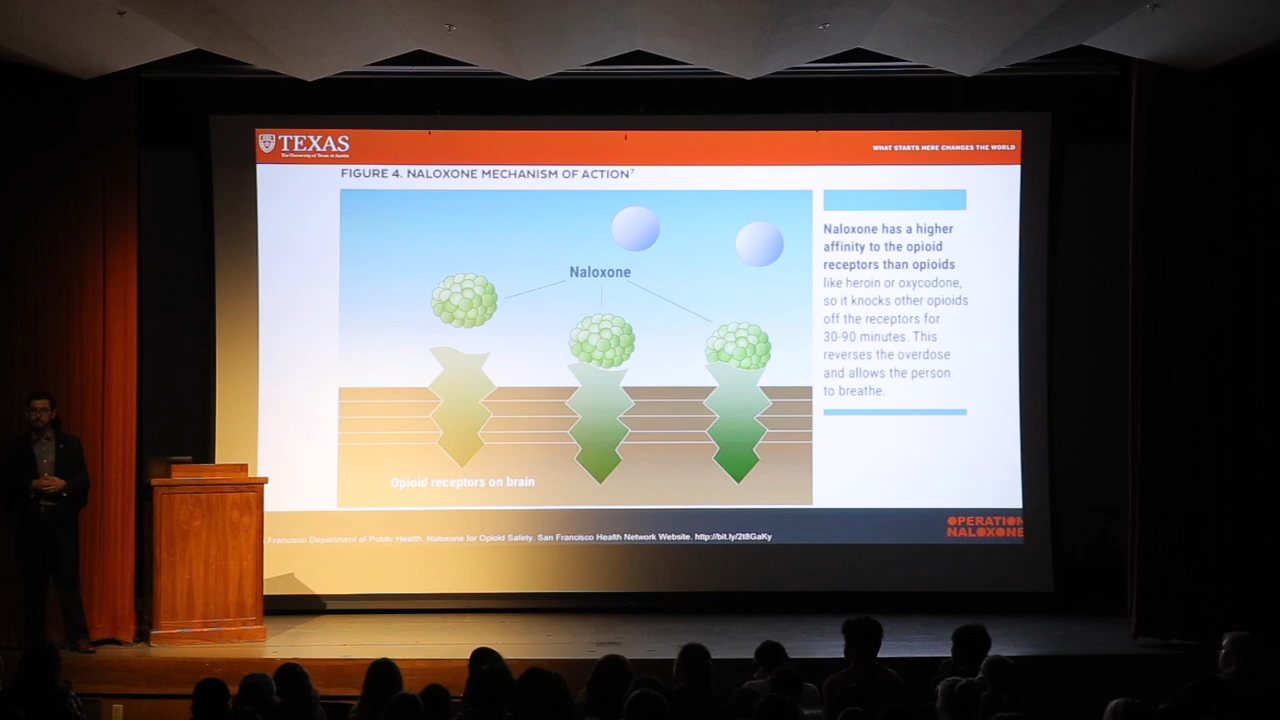 TEXAS
The University of Texas at Austin
WHAT STARTS HERE CHANGES THE WORLD
FIGURE 4. NALOXONE MECHANISM OF ACTION7
Naloxone
Opioid receptors on brain
Naloxone has a higher
affinity to the opioid
receptors than opioids
like heroin or oxycodone,
so it knocks other opioids
off the receptors for
30-90 minutes. This
reverses the overdose
and allows the person
to breathe.
Francisco Department of Public Health. Naloxone for Opioid Safety. San Francisco Health Network Website. http://bit.ly/2t8GaKy
OPERATION
NALOXONE